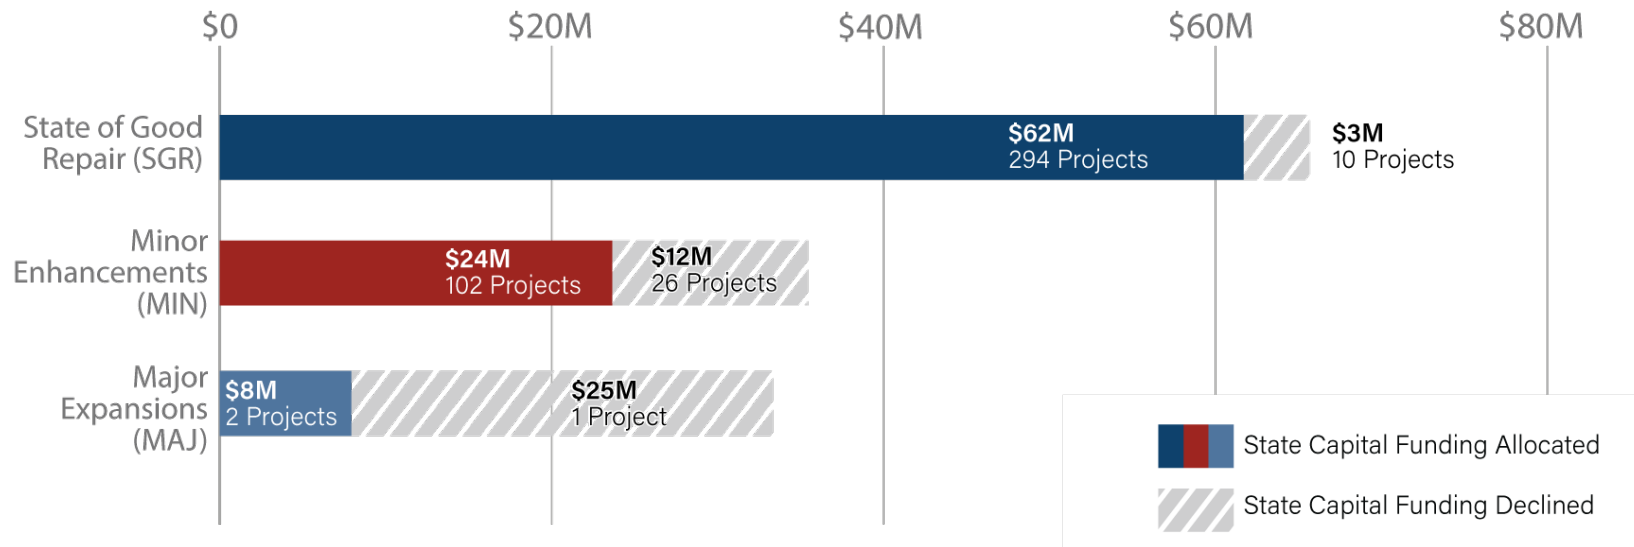 $0 $20M $40M $60M $80M
State of Good
Repair (SGR)
$62M
294 Projects
$3M
10 Projects
Minor
Enhancements
(MIN)
$24M
102 Projects
$12M
26 Projects
Major
Expansions
(MAJ)
$8M
2 Projects
$25M
1 Project
State Capital Funding Allocated
State Capital Funding Declined